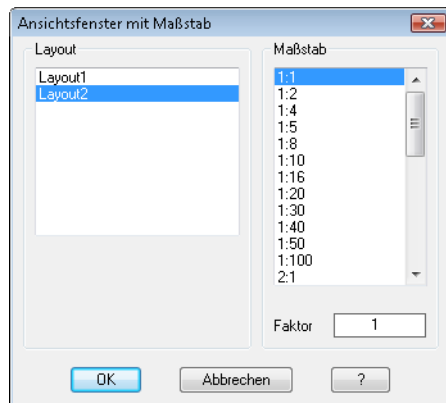 Ansichtsfenster mit Maßstab
Layout
Layout1
Layout2
Maßstab
1:1
1:2
1:4
1:5
1:8
1:10
1:16
1:20
1:30
1:40
1:50
1:100
2:1
Faktor 1
OK Abbrechen ?